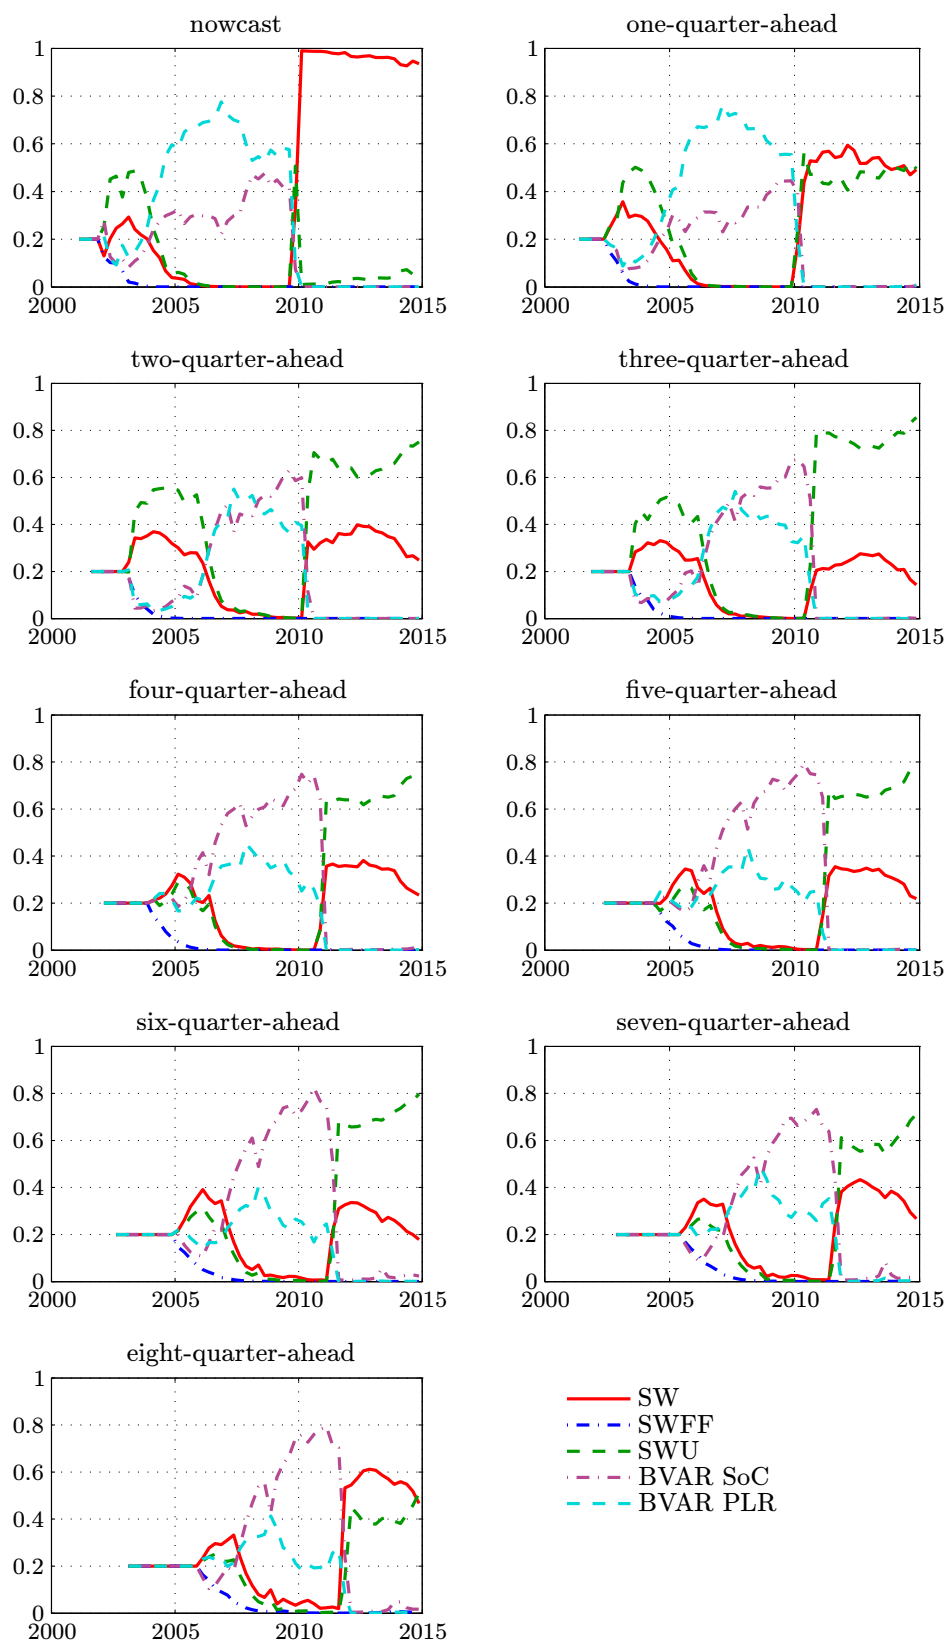 nowcast
1
0.8
0.6
0.4
0.2
0
2000 2005 2010 2015
one-quarter-ahead
1
0.8
0.6
0.4
0.2
0
2000 2005 2010 2015
two-quarter-ahead
1
0.8
0.6
0.4
0.2
0
2000 2005 2010 2015
three-quarter-ahead
1
0.8
0.6
0.4
0.2
0
2000 2005 2010 2015
four-quarter-ahead
1
0.8
0.6
0.4
0.2
0
2000 2005 2010 2015
five-quarter-ahead
1
0.8
0.6
0.4
0.2
0
2000 2005 2010 2015
six-quarter-ahead
1
0.8
0.6
0.4
0.2
0
2000 2005 2010 2015
seven-quarter-ahead
1
0.8
0.6
0.4
0.2
0
2000 2005 2010 2015
eight-quarter-ahead
1
0.8
0.6
0.4
0.2
0
2000 2005 2010 2015
SW
SWFF
SWU
BVAR SoC
BVAR PLR